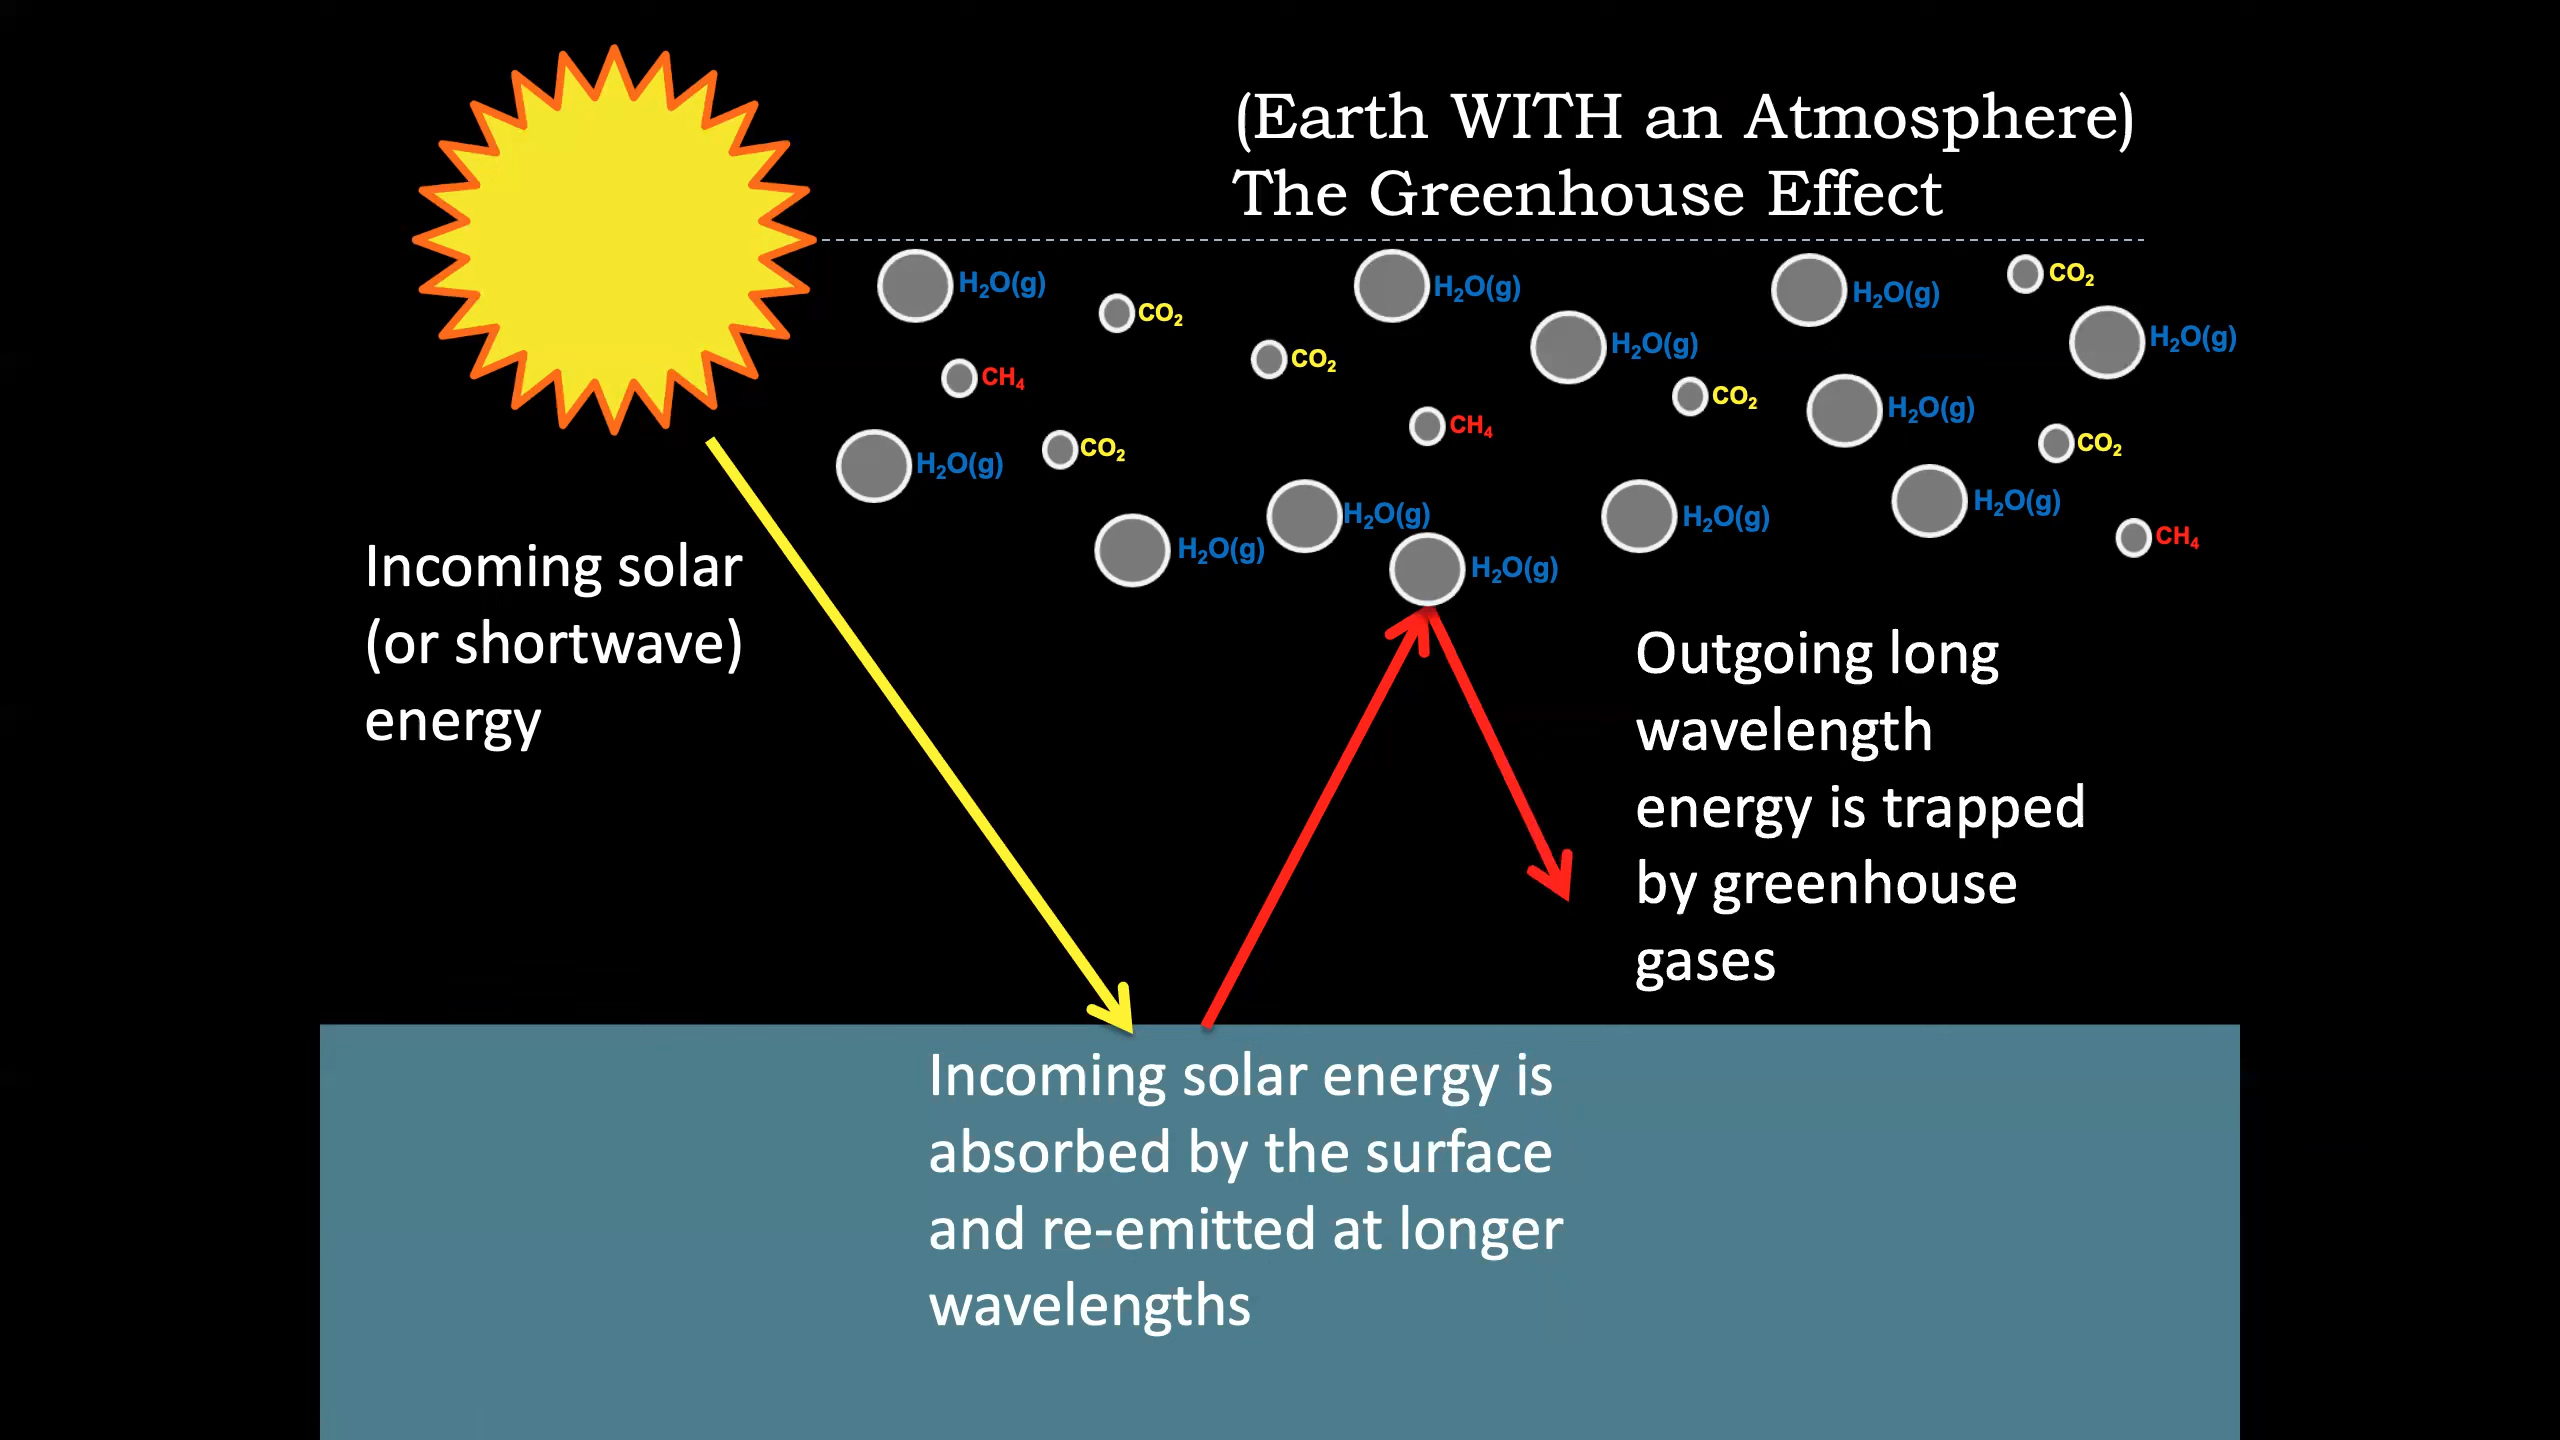 (Earth WITH an Atmosphere)
The Greenhouse Effect
H₂O(g)
CO₂
H₂O(g)
H₂O(g)
CO₂
CH₄
CO₂
H₂O(g)
CO₂
H₂O(g)
H₂O(g)
H₂O(g)
CO₂
CH₄
CO₂
H₂O(g)
H₂O(g)
H₂O(g)
H₂O(g)
H₂O(g)
H₂O(g)
CH₄
Incoming solar
(or shortwave)
energy
Outgoing long
wavelength
energy is trapped
by greenhouse
gases
Incoming solar energy is
absorbed by the surface
and re-emitted at longer
wavelengths